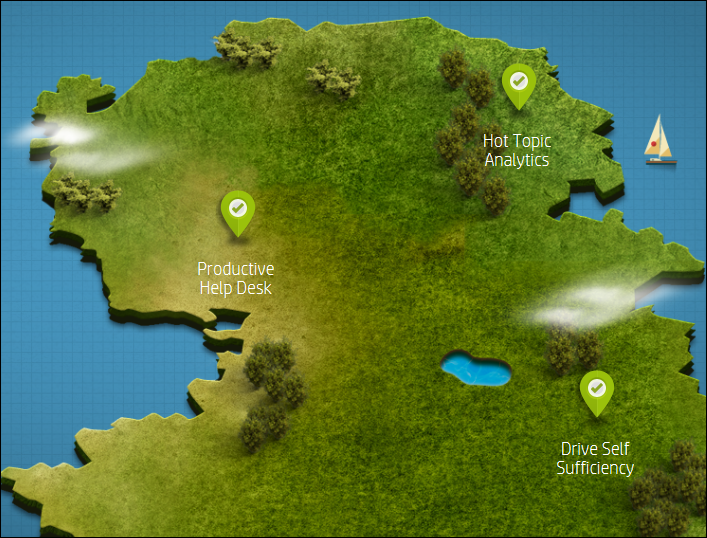 Hot Topic
Analytics
Productive
Help Desk
Drive Self
Sufficiency